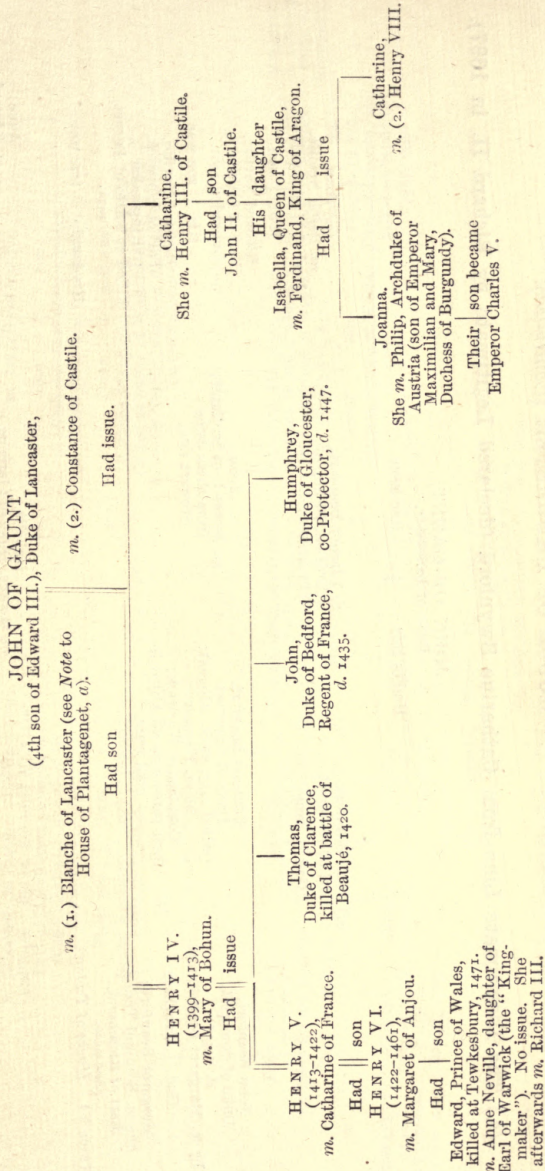 JOHN OF GAUNT
(4th son of Edward III.), Duke of Lancaster,
m. (1.) Blanche of Lancaster (see Note to
House of Plantagenet, a).
Had son
m. (2.) Constance of Castile.
Had issue.
HENRY IV.
(1399–1413),
m. Mary of Bohun.
Had issue
Catharine.
She m. Henry III. of Castile.
Had son
John II. of Castile.
His daughter
Isabella, Queen of Castile,
m. Ferdinand, King of Aragon.
Had issue
HENRY V.
(1413–1422),
m. Catharine of France.
Had son
HENRY VI.
(1422–1461),
m. Margaret of Anjou.
Had son
Edward, Prince of Wales,
killed at Tewkesbury, 1471.
m. Anne Neville, daughter of
Earl of Warwick (the "King-
maker"). No issue. She
afterwards m. Richard III.
Thomas,
Duke of Clarence,
killed at battle of
Beaujé, 1420.
John,
Duke of Bedford,
Regent of France,
d. 1435.
Humphrey,
Duke of Gloucester,
co-Protector, d. 1447.
Joanna.
She m. Philip, Archduke of
Austria (son of Emperor
Maximilian and Mary,
Duchess of Burgundy).
Their son became
Emperor Charles V.
Catharine,
m. (2.) Henry VIII.